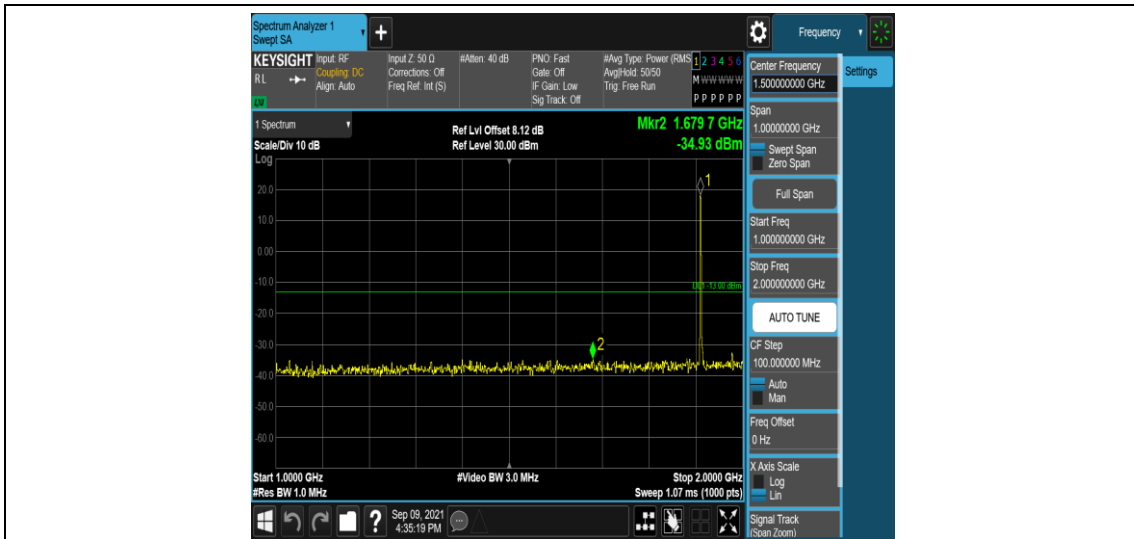 Spectrum Analyzer 1
Swept SA
+
Frequency
KEYSIGHT
RL
Input: RF
Coupling: DC
Align: Auto
Input Z: 50 Ω
Corrections: Off
Freq Ref: Int (S)
#Atten: 40 dB
PNO: Fast
Gate: Off
IF Gain: Low
Sig Track: Off
#Avg Type: Power (RMS
Avg|Hold: 50/50
Trig: Free Run
1 2 3 4 5 6
M W W W W W
P P P P P P
1 Spectrum
Scale/Div 10 dB
Ref Lvl Offset 8.12 dB
Ref Level 30.00 dBm
Mkr2 1.679 7 GHz
-34.93 dBm
Log
20.0
10.0
0.00
-10.0
-20.0
-30.0
-40.0
-50.0
-60.0
1
DL1 -13.00 dBm
2
Start 1.0000 GHz
#Res BW 1.0 MHz
#Video BW 3.0 MHz
Stop 2.0000 GHz
Sweep 1.07 ms (1000 pts)
Center Frequency
1.500000000 GHz
Settings
Span
1.00000000 GHz
Swept Span
Zero Span
Full Span
Start Freq
1.000000000 GHz
Stop Freq
2.000000000 GHz
AUTO TUNE
CF Step
100.000000 MHz
Auto
Man
Freq Offset
0 Hz
X Axis Scale
Log
Lin
Signal Track
(Span Zoom)
?
Sep 09, 2021
4:35:19 PM